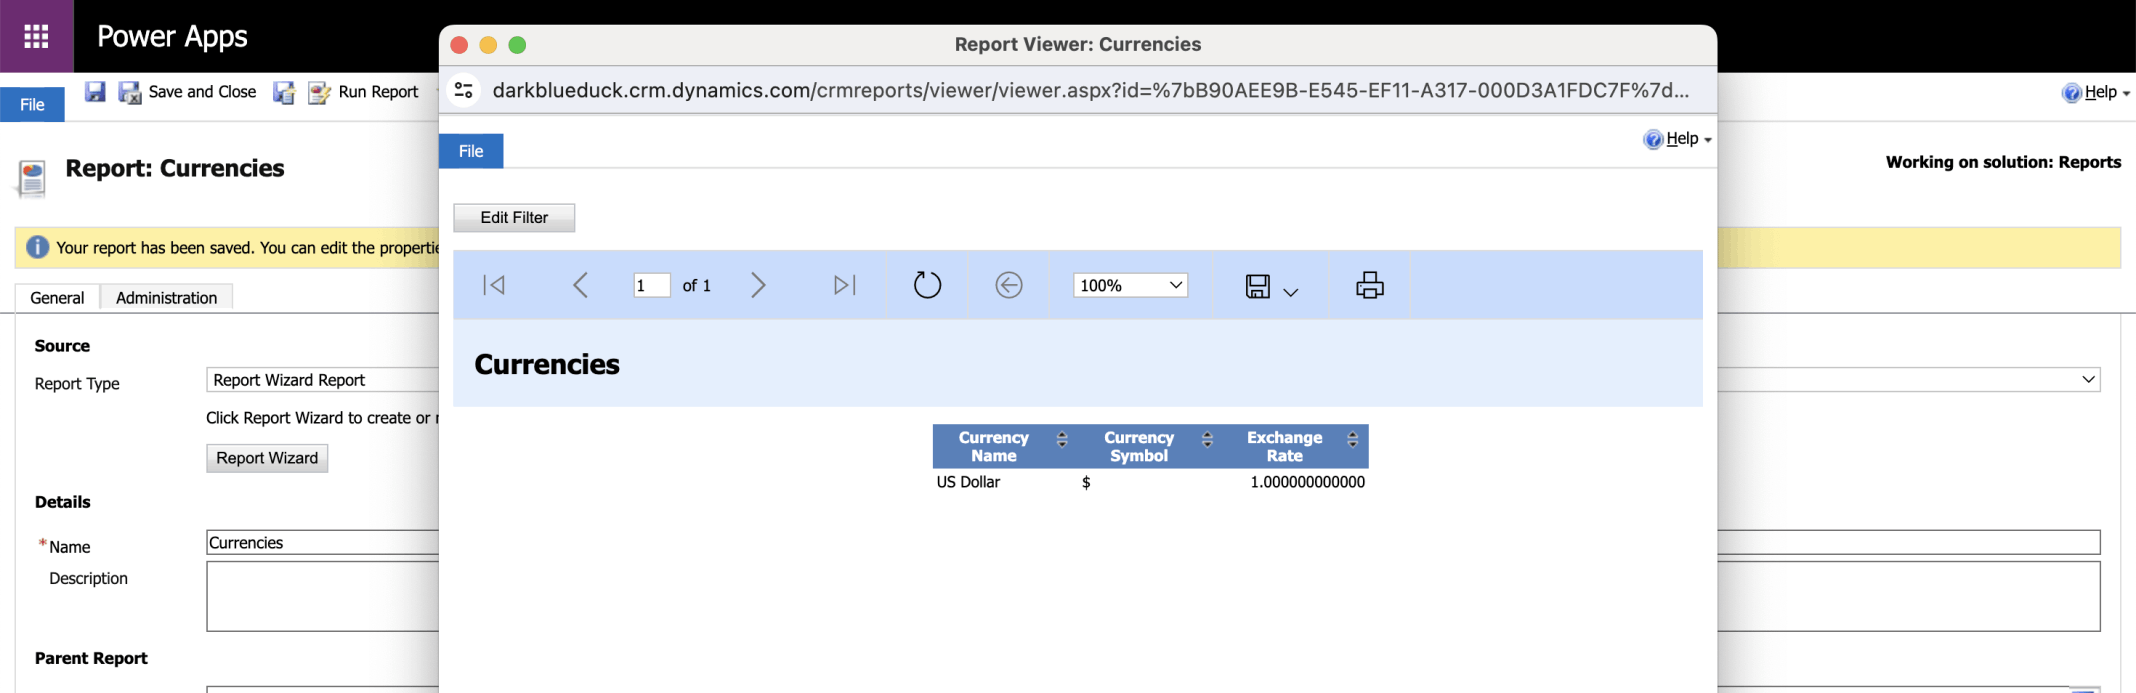 Power Apps
File
Save and Close
Run Report
Help
Report: Currencies
Working on solution: Reports
Your report has been saved. You can edit the propertie
General
Administration
Source
Report Type
Report Wizard Report
Click Report Wizard to create or
Report Wizard
Details
*Name
Currencies
Description
Parent Report
Report Viewer: Currencies
darkblueduck.crm.dynamics.com/crmreports/viewer/viewer.aspx?id=%7bB90AEE9B-E545-EF11-A317-000D3A1FDC7F%7d...
File
Help
Edit Filter
1 of 1
100%
Currencies
Currency Name
Currency Symbol
Exchange Rate
US Dollar $ 1.000000000000